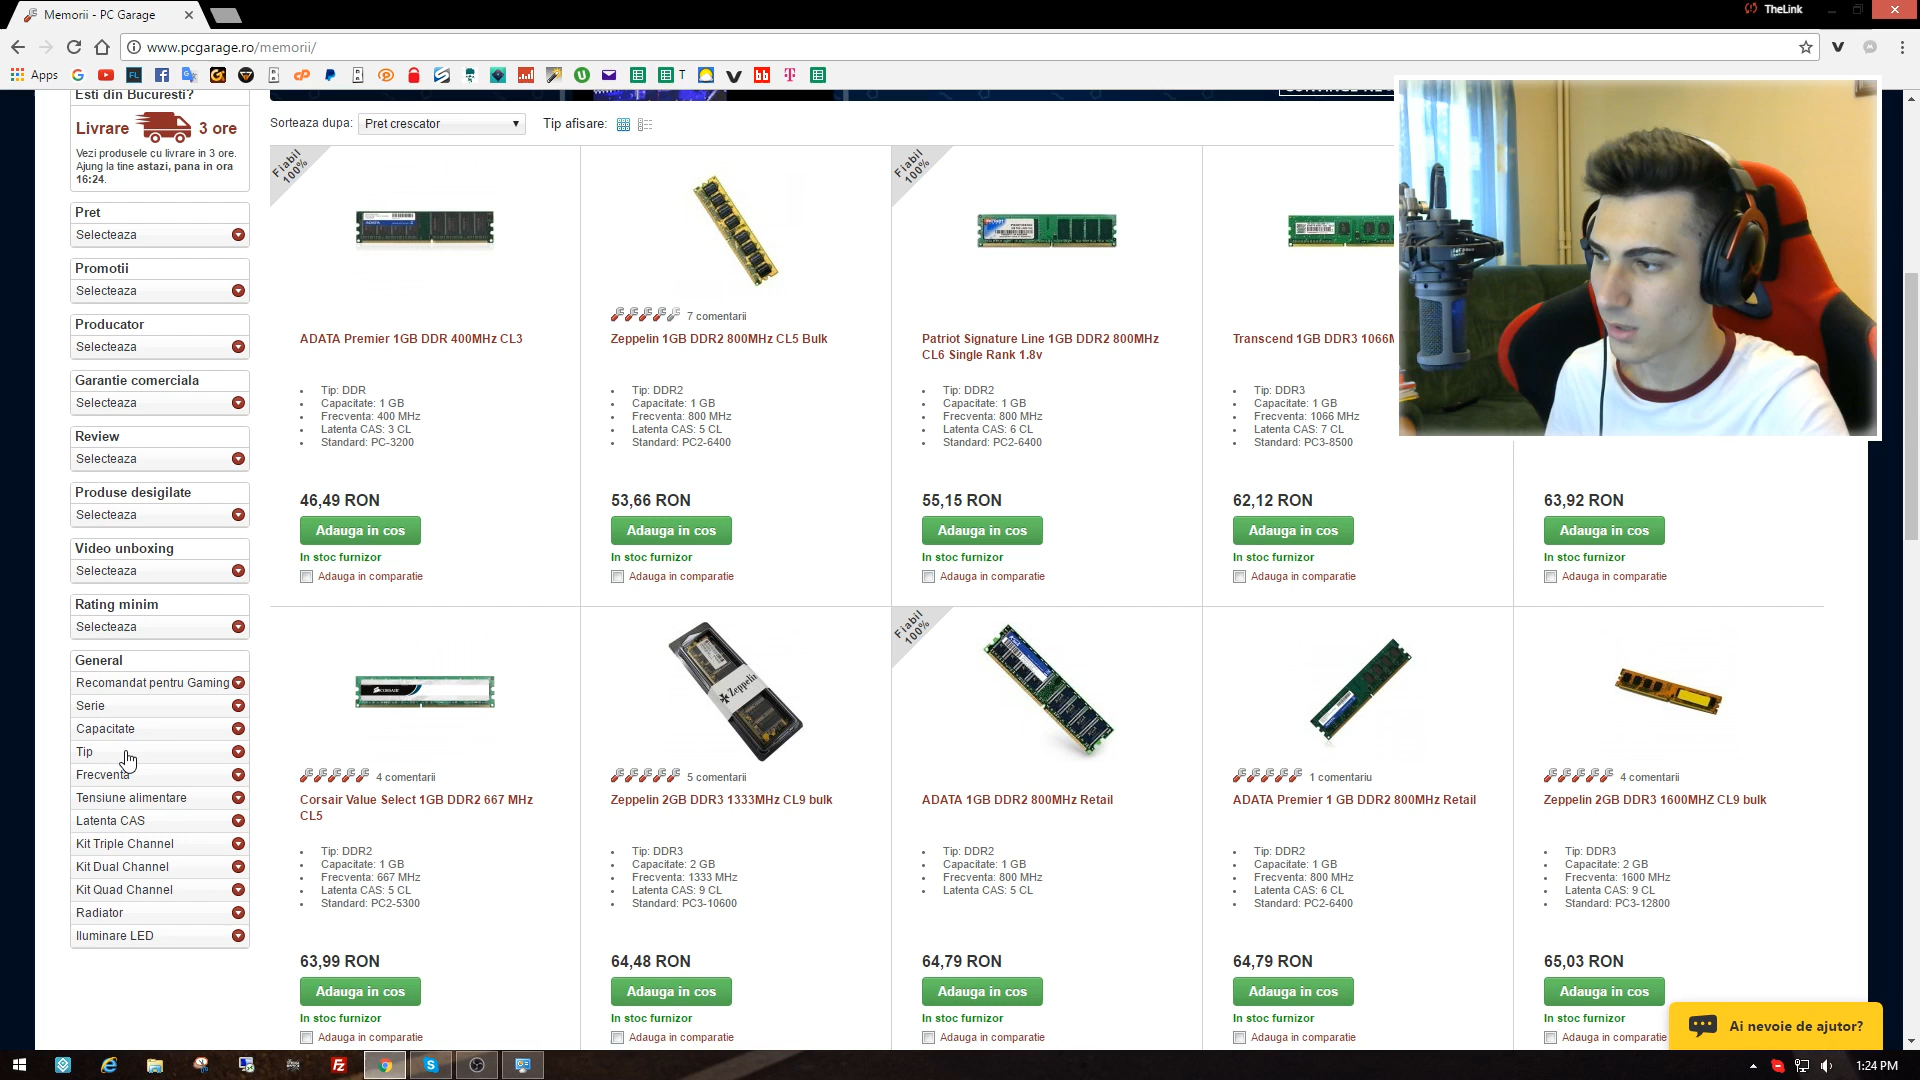 Memorii - PC Garage
TheLink
www.pcgarage.ro/memorii/
Apps
T
Esti din Bucuresti?
Livrare 3 ore
Vezi produsele cu livrare in 3 ore.
Ajung la tine astazi, pana in ora
16:24.
Sorteaza dupa: Pret crescator Tip afisare:
Pret
Selecteaza
Promotii
Selecteaza
Producator
Selecteaza
Garantie comerciala
Selecteaza
Review
Selecteaza
Produse desigilate
Selecteaza
Video unboxing
Selecteaza
Rating minim
Selecteaza
General
Recomandat pentru Gaming
Serie
Capacitate
Tip
Frecventa
Tensiune alimentare
Latenta CAS
Kit Triple Channel
Kit Dual Channel
Kit Quad Channel
Radiator
Iluminare LED
Fiabil
100%
ADATA Premier 1GB DDR 400MHz CL3
Tip: DDR
Capacitate: 1 GB
Frecventa: 400 MHz
Latenta CAS: 3 CL
Standard: PC-3200
46,49 RON
Adauga in cos
In stoc furnizor
Adauga in comparatie
7 comentarii
Zeppelin 1GB DDR2 800MHz CL5 Bulk
Tip: DDR2
Capacitate: 1 GB
Frecventa: 800 MHz
Latenta CAS: 5 CL
Standard: PC2-6400
53,66 RON
Adauga in cos
In stoc furnizor
Adauga in comparatie
Fiabil
100%
Patriot Signature Line 1GB DDR2 800MHz
CL6 Single Rank 1.8v
Tip: DDR2
Capacitate: 1 GB
Frecventa: 800 MHz
Latenta CAS: 6 CL
Standard: PC2-6400
55,15 RON
Adauga in cos
In stoc furnizor
Adauga in comparatie
Transcend 1GB DDR3 1066M
Tip: DDR3
Capacitate: 1 GB
Frecventa: 1066 MHz
Latenta CAS: 7 CL
Standard: PC3-8500
62,12 RON
Adauga in cos
In stoc furnizor
Adauga in comparatie
63,92 RON
Adauga in cos
In stoc furnizor
Adauga in comparatie
CORSAIR
4 comentarii
Corsair Value Select 1GB DDR2 667 MHz
CL5
Tip: DDR2
Capacitate: 1 GB
Frecventa: 667 MHz
Latenta CAS: 5 CL
Standard: PC2-5300
63,99 RON
Adauga in cos
In stoc furnizor
Adauga in comparatie
Zeppelin
5 comentarii
Zeppelin 2GB DDR3 1333MHz CL9 bulk
Tip: DDR3
Capacitate: 2 GB
Frecventa: 1333 MHz
Latenta CAS: 9 CL
Standard: PC3-10600
64,48 RON
Adauga in cos
In stoc furnizor
Adauga in comparatie
Fiabil
100%
ADATA 1GB DDR2 800MHz Retail
Tip: DDR2
Capacitate: 1 GB
Frecventa: 800 MHz
Latenta CAS: 5 CL
64,79 RON
Adauga in cos
In stoc furnizor
Adauga in comparatie
1 comentariu
ADATA Premier 1 GB DDR2 800MHz Retail
Tip: DDR2
Capacitate: 1 GB
Frecventa: 800 MHz
Latenta CAS: 6 CL
Standard: PC2-6400
64,79 RON
Adauga in cos
In stoc furnizor
Adauga in comparatie
4 comentarii
Zeppelin 2GB DDR3 1600MHZ CL9 bulk
Tip: DDR3
Capacitate: 2 GB
Frecventa: 1600 MHz
Latenta CAS: 9 CL
Standard: PC3-12800
65,03 RON
Adauga in cos
In stoc furnizor
Adauga in comparatie
Ai nevoie de ajutor?
1:24 PM